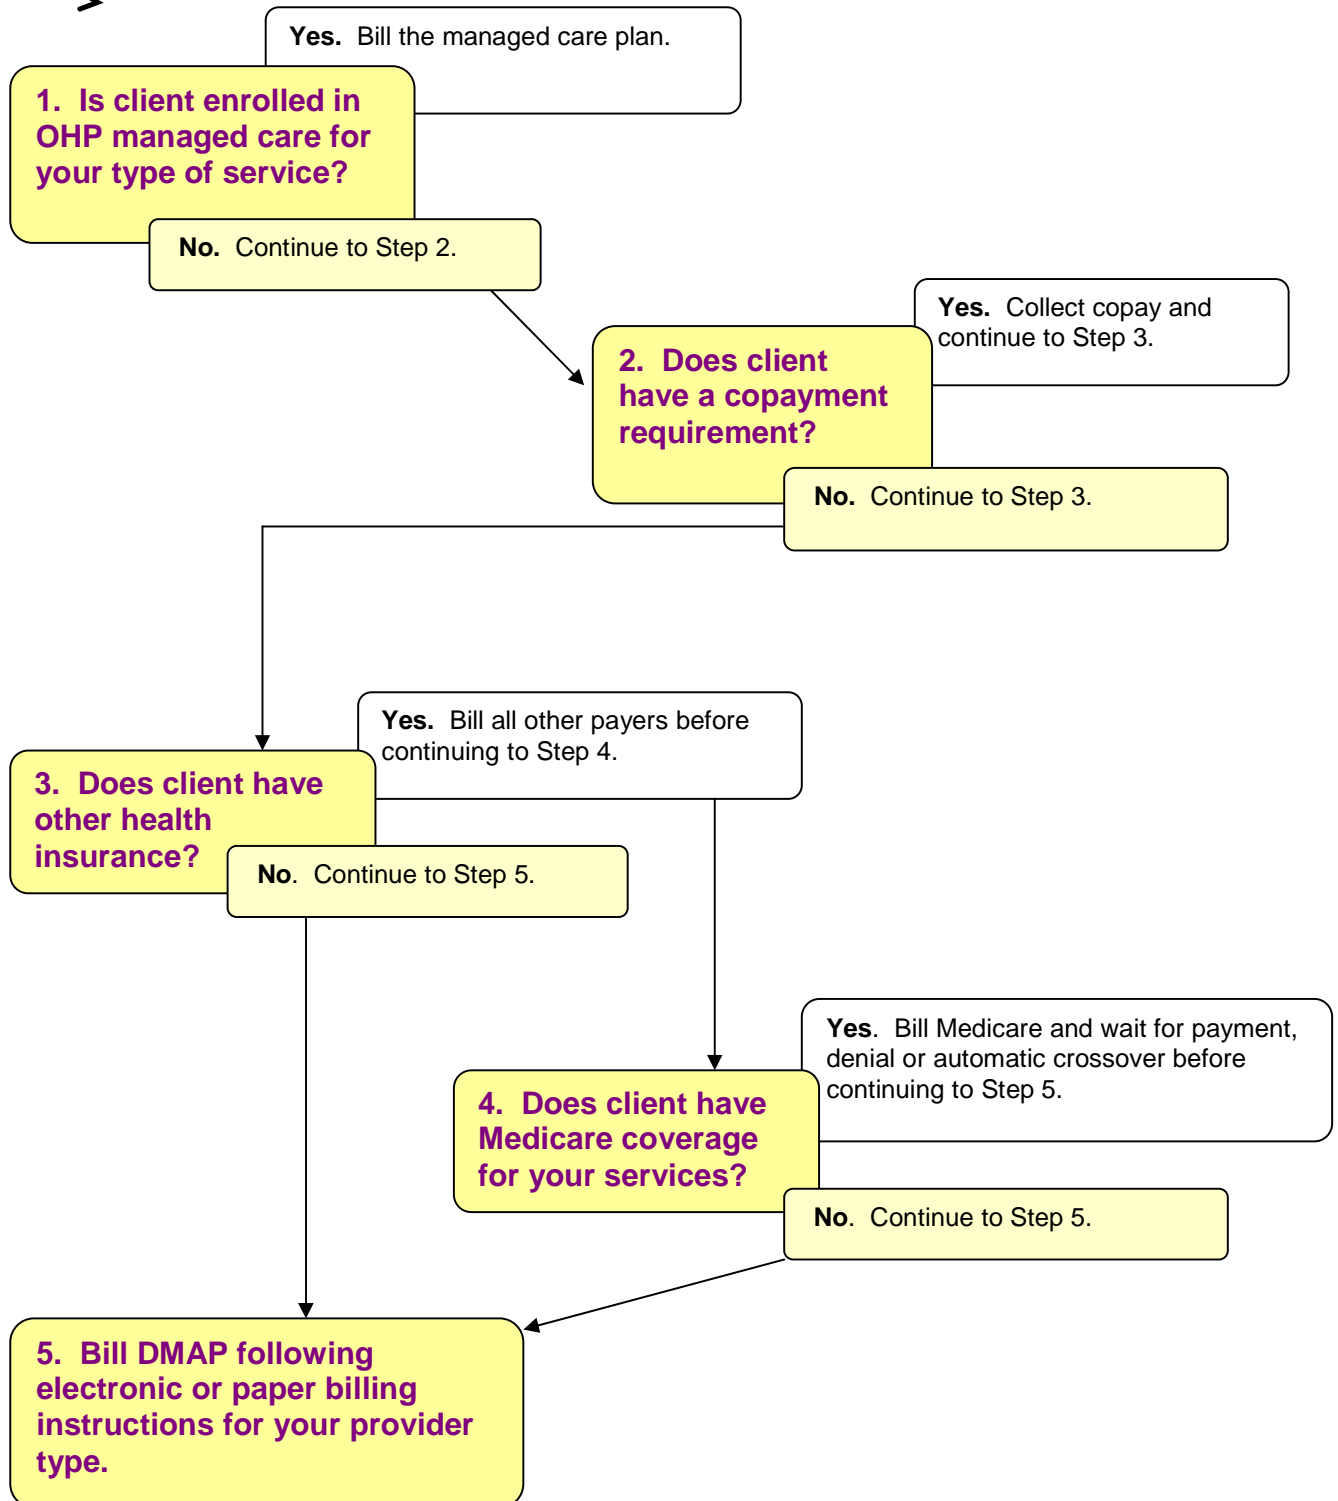 Yes. Bill the managed care plan.
1. Is client enrolled in
OHP managed care for
your type of service?
No. Continue to Step 2.
Yes. Collect copay and
continue to Step 3.
2. Does client
have a copayment
requirement?
No. Continue to Step 3.
Yes. Bill all other payers before
continuing to Step 4.
3. Does client have
other health
insurance?
No. Continue to Step 5.
Yes. Bill Medicare and wait for payment,
denial or automatic crossover before
continuing to Step 5.
4. Does client have
Medicare coverage
for your services?
No. Continue to Step 5.
5. Bill DMAP following
electronic or paper billing
instructions for your provider
type.